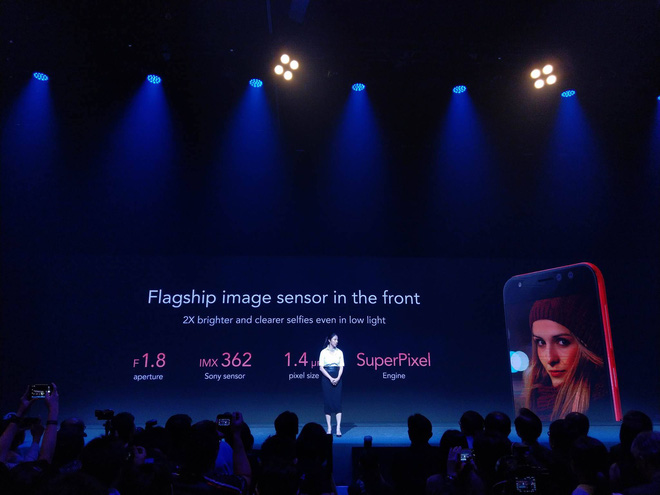 Flagship image sensor in the front
2X brighter and clearer selfies even in low light
F 1.8
aperture
IMX 362
Sony sensor
1.4
pixel size
SuperPixel
Engine